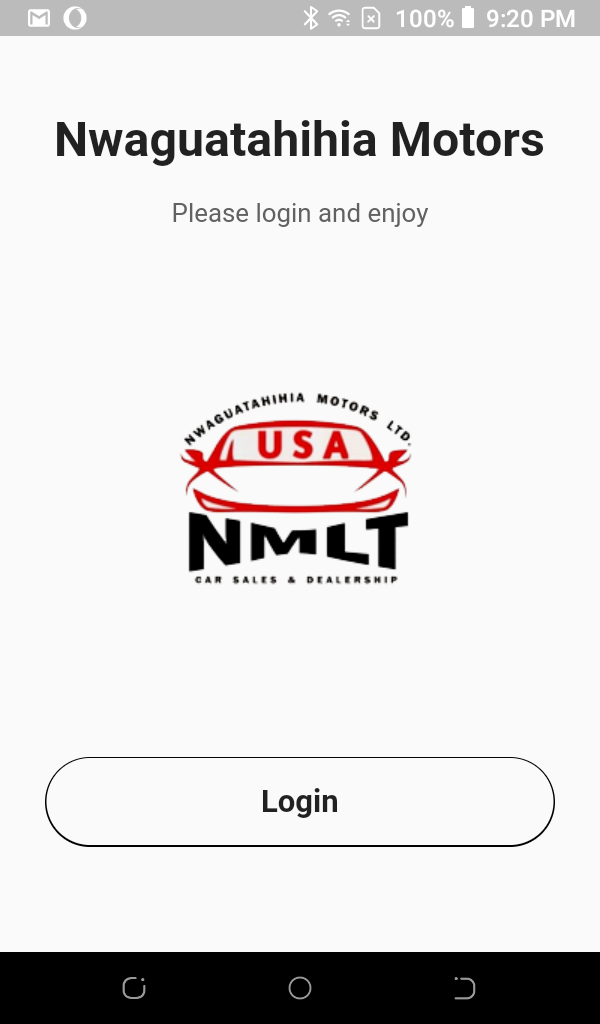 100% 9:20 PM
Nwaguatahihia Motors
Please login and enjoy
NWAGUATAHIHIA MOTORS LTD.
USA
NMLT
CAR SALES & DEALERSHIP
Login